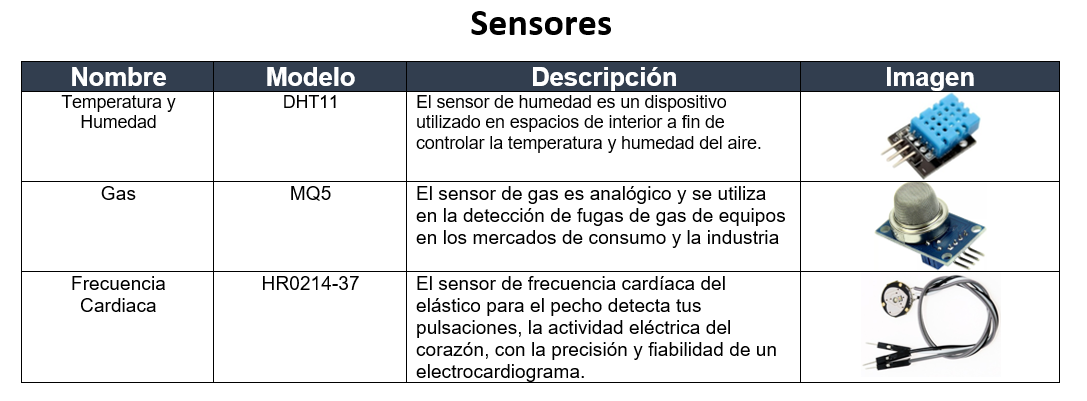 Sensores
Nombre Modelo Descripción Imagen
Temperatura y
Humedad
DHT11
El sensor de humedad es un dispositivo
utilizado en espacios de interior a fin de
controlar la temperatura y humedad del aire.
Gas
MQ5
El sensor de gas es analógico y se utiliza
en la detección de fugas de gas de equipos
en los mercados de consumo y la industria
Frecuencia
Cardiaca
HR0214-37
El sensor de frecuencia cardíaca del
elástico para el pecho detecta tus
pulsaciones, la actividad eléctrica del
corazón, con la precisión y fiabilidad de un
electrocardiograma.